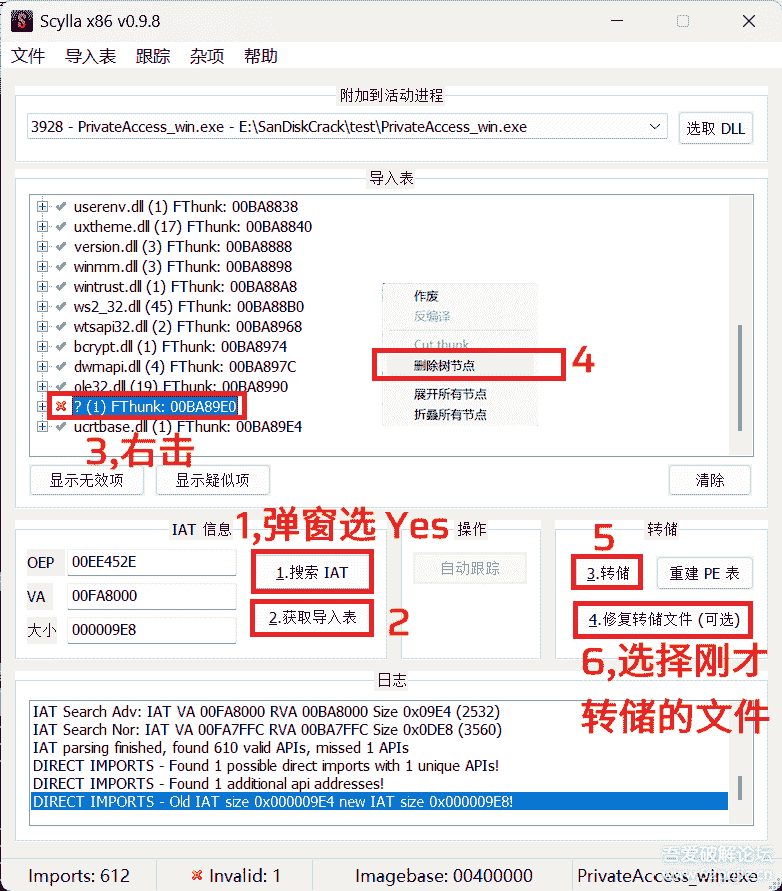 Scylla x86 v0.9.8
文件 导入表 跟踪 杂项 帮助
附加到活动进程
3928 - PrivateAccess_win.exe - E:\SanDiskCrack\test\PrivateAccess_win.exe
选取 DLL
导入表
userenv.dll (1) FThunk: 00BA8838
uxtheme.dll (17) FThunk: 00BA8840
version.dll (3) FThunk: 00BA8888
winmm.dll (3) FThunk: 00BA8898
wintrust.dll (1) FThunk: 00BA88A8
ws2_32.dll (45) FThunk: 00BA88B0
wtsapi32.dll (2) FThunk: 00BA8968
bcrypt.dll (1) FThunk: 00BA8974
dwmapi.dll (4) FThunk: 00BA897C
ole32.dll (19) FThunk: 00BA8990
? (1) FThunk: 00BA89E0
ucrtbase.dll (1) FThunk: 00BA89E4
作废
反编译
Cut thunk
删除树节点
展开所有节点
折叠所有节点
4
3,右击
显示无效项 显示疑似项 清除
IAT 信息
1,弹窗选 Yes
OEP 00EE452E
VA 00FA8000
大小 000009E8
1.搜索 IAT
2.获取导入表
2
操作
自动跟踪
转储
5
3.转储 重建 PE 表
4.修复转储文件 (可选)
6,选择刚才
转储的文件
日志
IAT Search Adv: IAT VA 00FA8000 RVA 00BA8000 Size 0x09E4 (2532)
IAT Search Nor: IAT VA 00FA7FFC RVA 00BA7FFC Size 0x0DE8 (3560)
IAT parsing finished, found 610 valid APIs, missed 1 APIs
DIRECT IMPORTS - Found 1 possible direct imports with 1 unique APIs!
DIRECT IMPORTS - Found 1 additional api addresses!
DIRECT IMPORTS - Old IAT size 0x000009E4 new IAT size 0x000009E8!
吾爱破解论坛
Imports: 612 Invalid: 1 Imagebase: 00400000 PrivateAccess_win.exe